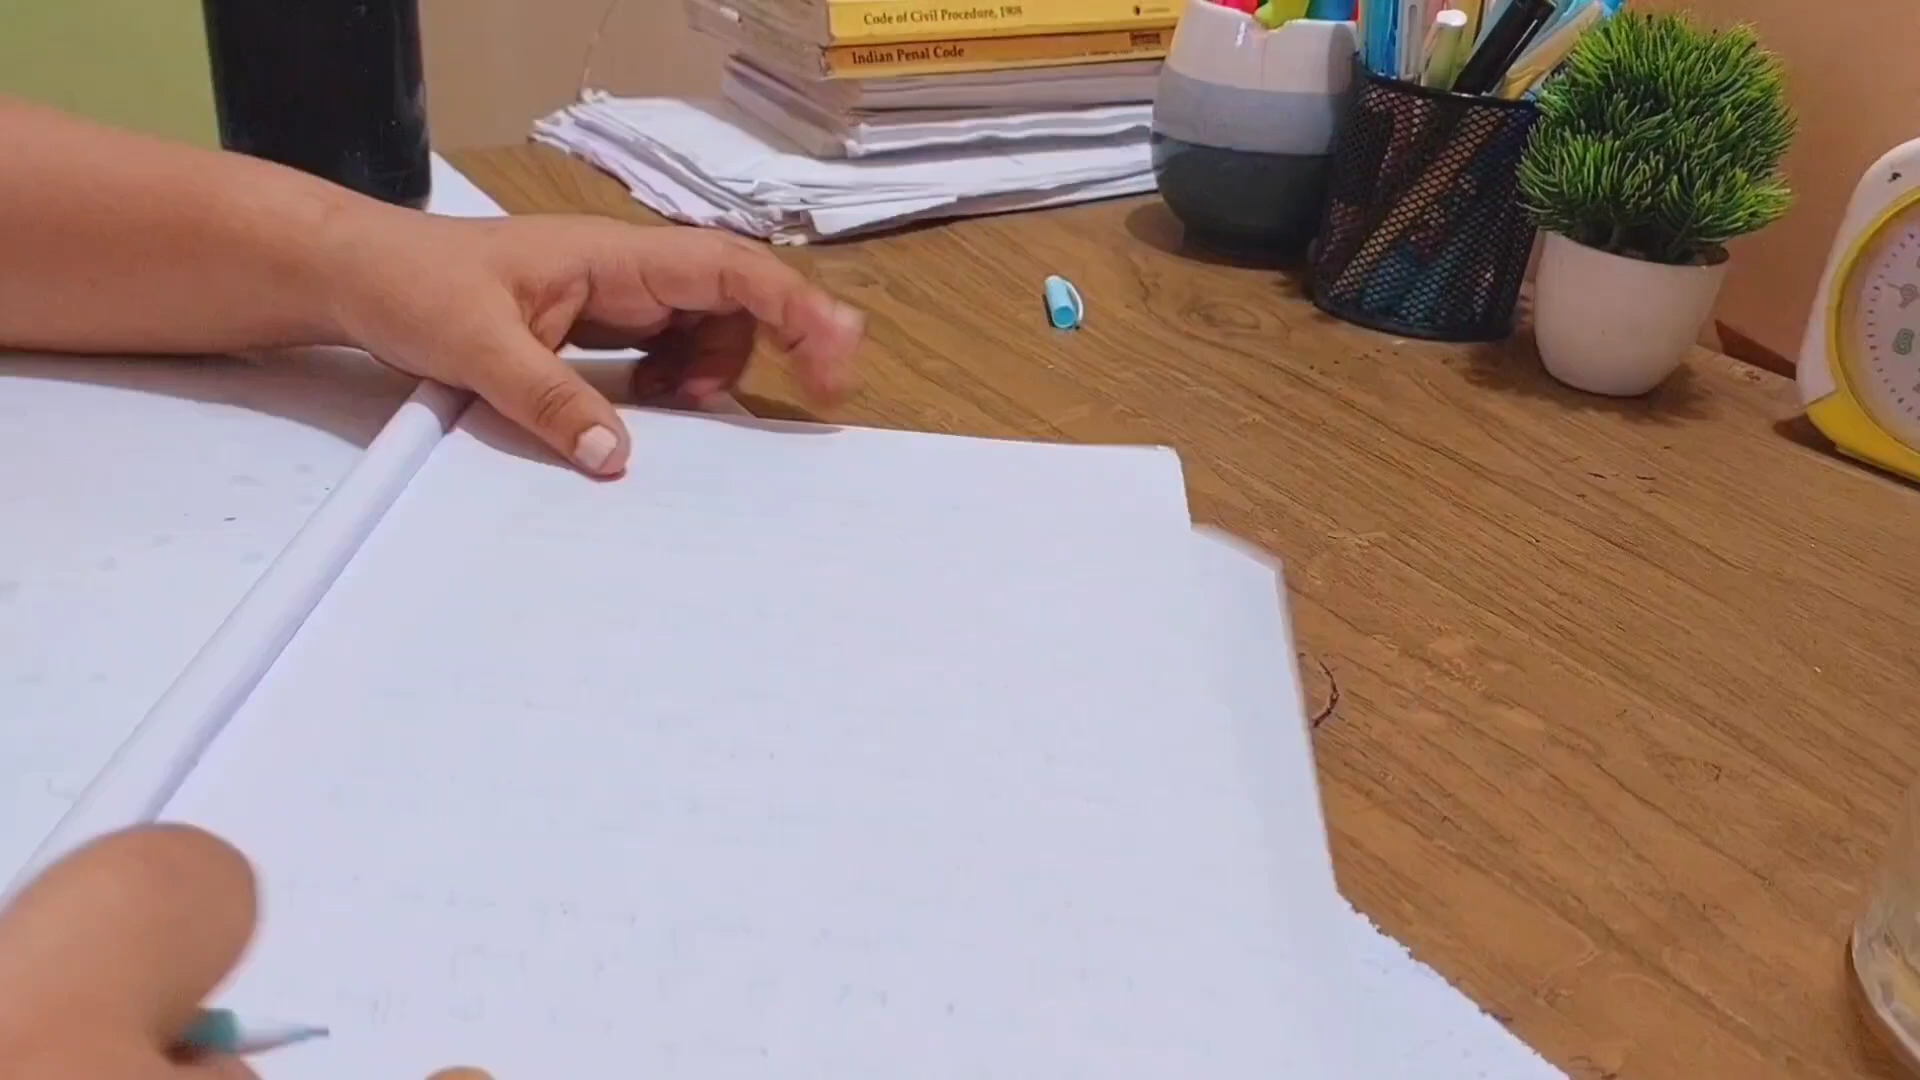 Code of Civil Procedure, 1908
Indian Penal Code